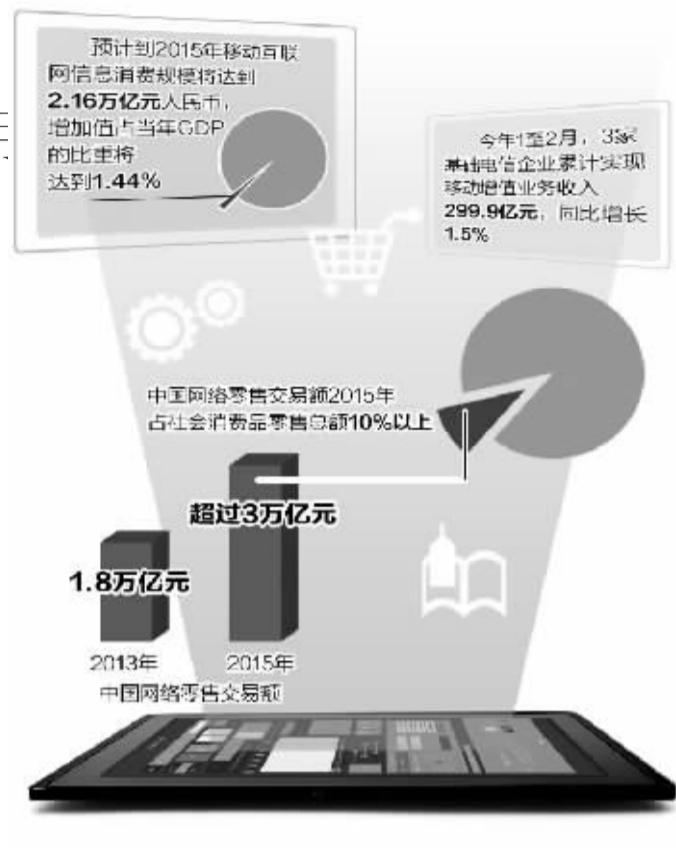 预计到2015年移动互联
网信息消费规模将达到
2.16万亿元人民币，
增加值占当年GDP
的比重将
达到1.44%
今年1至2月，3家
基础电信企业累计实现
移动增值业务收入
299.9亿元，同比增长
1.5%
中国网络零售交易额2015年
占社会消费品零售总额10%以上
超过3万亿元
1.8万亿元
2013年
2015年
中国网络零售交易额